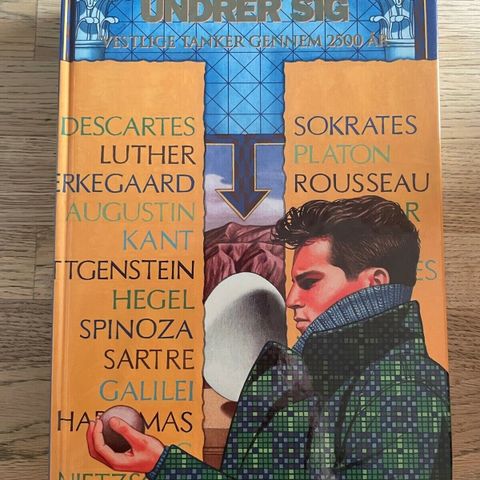 UNDRER SIG
VESTLIGE TANKER GENNEM 2500 ÅR
DESCARTES
LUTHER
ERKEGAARD
AUGUSTIN
KANT
TTGENSTEIN
HEGEL
SPINOZA
SARTRE
GALILEI
SOKRATES
PLATON
ROUSSEAU